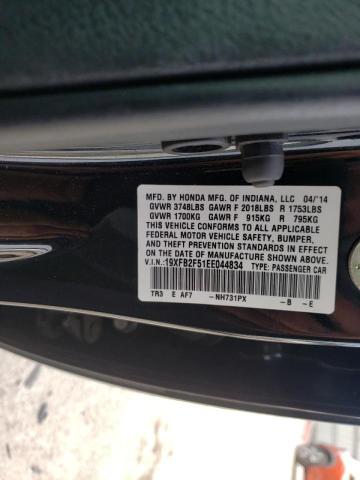 MFD. BY HONDA MFG. OF INDIANA, LLC 04/'14
GVWR 3748LBS GAWR F 2018LBS R 1753LBS
GVWR 1700KG GAWR F 915KG R 795KG
THIS VEHICLE CONFORMS TO ALL APPLICABLE
FEDERAL MOTOR VEHICLE SAFETY, BUMPER,
AND THEFT PREVENTION STANDARDS IN EFFECT
ON THE DATE OF MANUFACTURE SHOWN ABOVE.
V.I.N.:19XFB2F51EE044834 TYPE: PASSENGER CAR
TR3 E AF7 -NH731PX -B -E